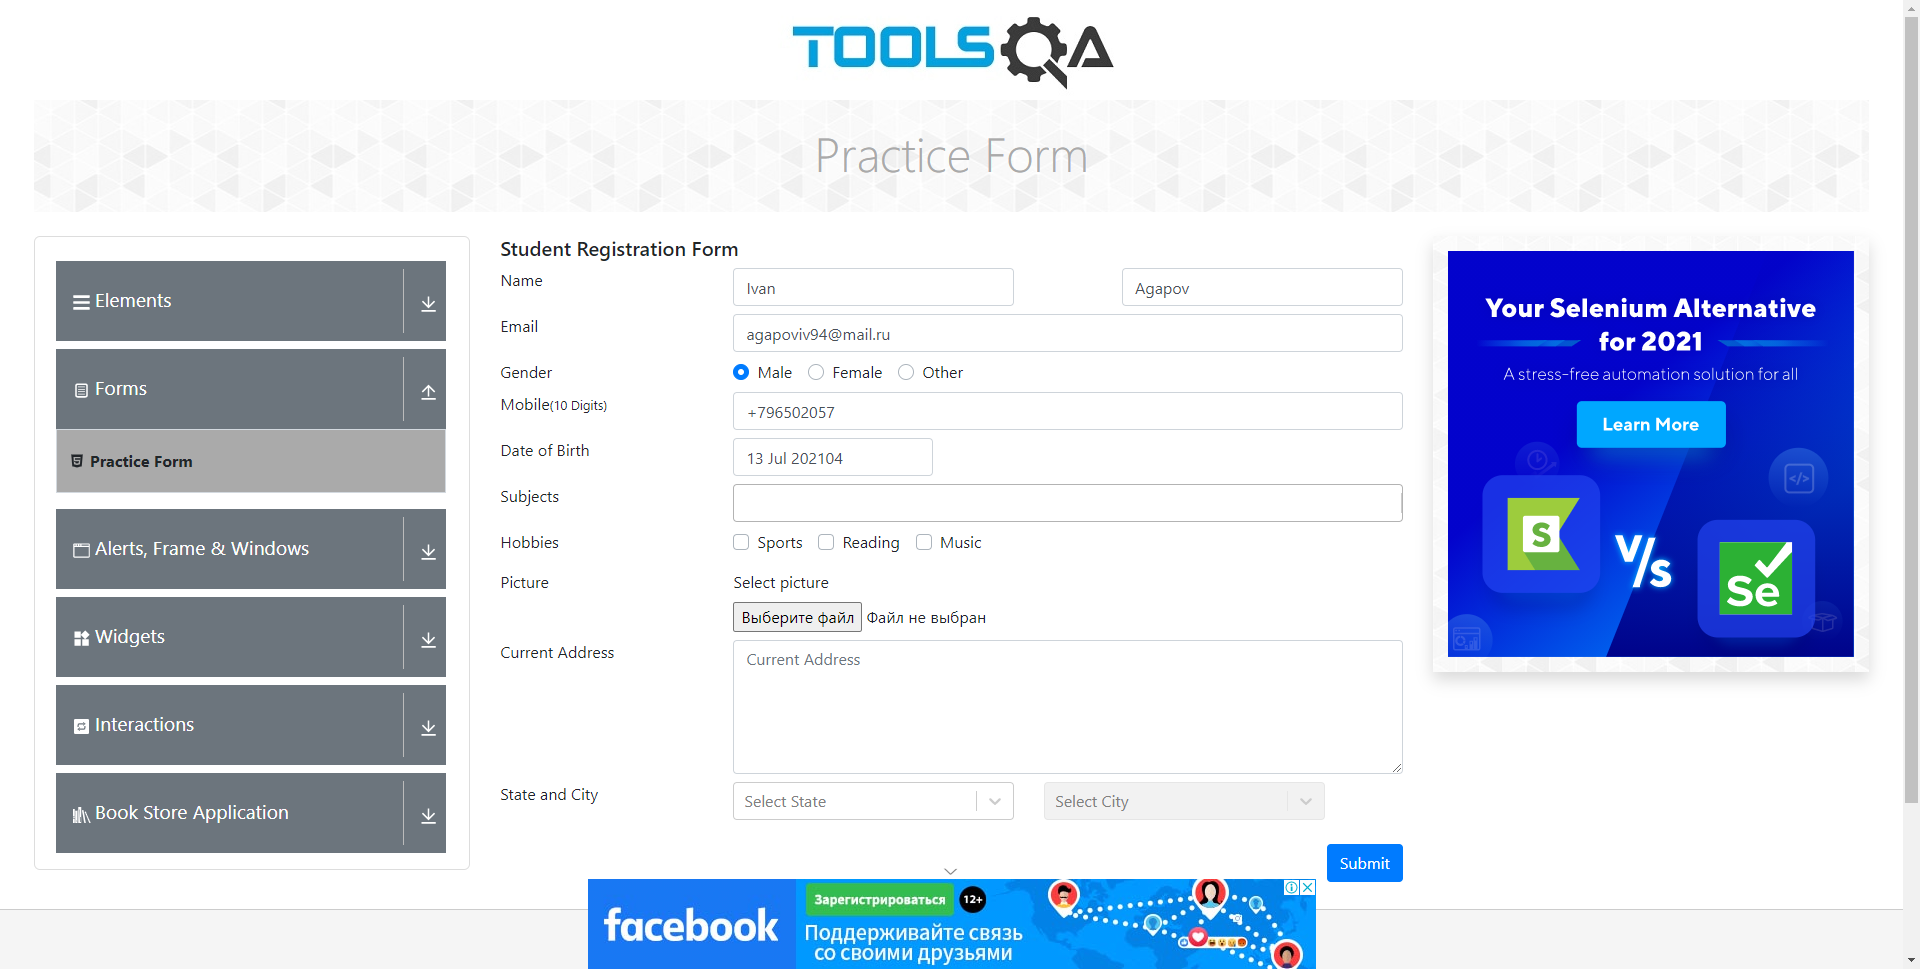 TOOLSQA
Practice Form
Elements
Forms
Practice Form
Alerts, Frame & Windows
Widgets
Interactions
Book Store Application
Student Registration Form
Name
Ivan
Agapov
Email
agapoviv94@mail.ru
Gender
Male
Female
Other
Mobile(10 Digits)
+796502057
Date of Birth
13 Jul 202104
Subjects
Hobbies
Sports
Reading
Music
Picture
Select picture
Выберите файл
Файл не выбран
Current Address
Current Address
State and City
Select State
Select City
Submit
Your Selenium Alternative
for 2021
A stress-free automation solution for all
Learn More
</>
S
V/s
Se
facebook
Зарегистрироваться
12+
Поддерживайте связь
со своими друзьями